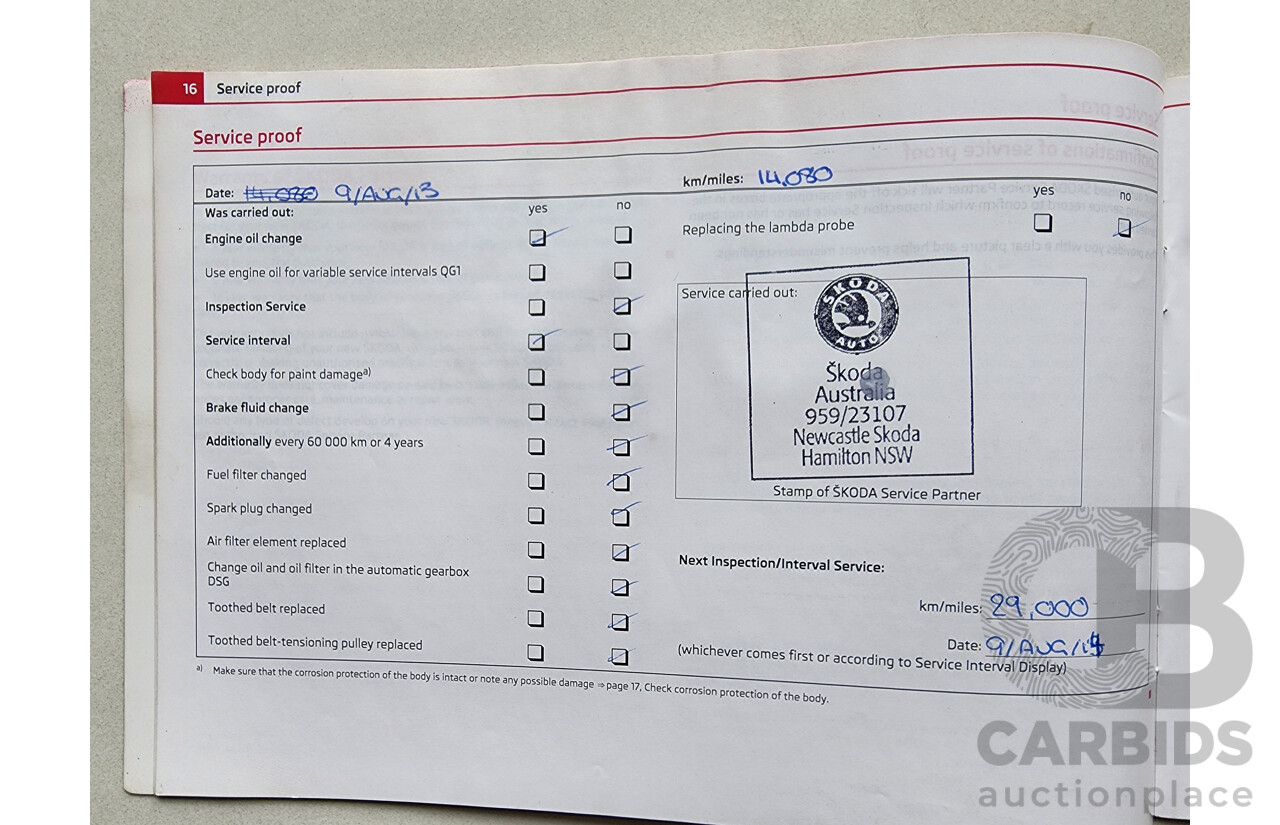 16 Service proof
Service proof
Date: 14,080 9/AUG/13
km/miles: 14,080
Was carried out: yes no
yes no
Engine oil change
Replacing the lambda probe
Use engine oil for variable service intervals QG1
Inspection Service
Service interval
Check body for paint damage a)
Brake fluid change
Additionally every 60 000 km or 4 years
Fuel filter changed
Spark plug changed
Air filter element replaced
Change oil and oil filter in the automatic gearbox
DSG
Toothed belt replaced
Toothed belt-tensioning pulley replaced
Service carried out:
ŠKODA
AUTO
Škoda
Australia
959/23107
Newcastle Skoda
Hamilton NSW
Stamp of ŠKODA Service Partner
Next Inspection/Interval Service:
km/miles: 29,000
Date: 9/AUG/14
(whichever comes first or according to Service Interval Display)
a) Make sure that the corrosion protection of the body is intact or note any possible damage ⇒ page 17, Check corrosion protection of the body.
CARBIDS
auctionplace